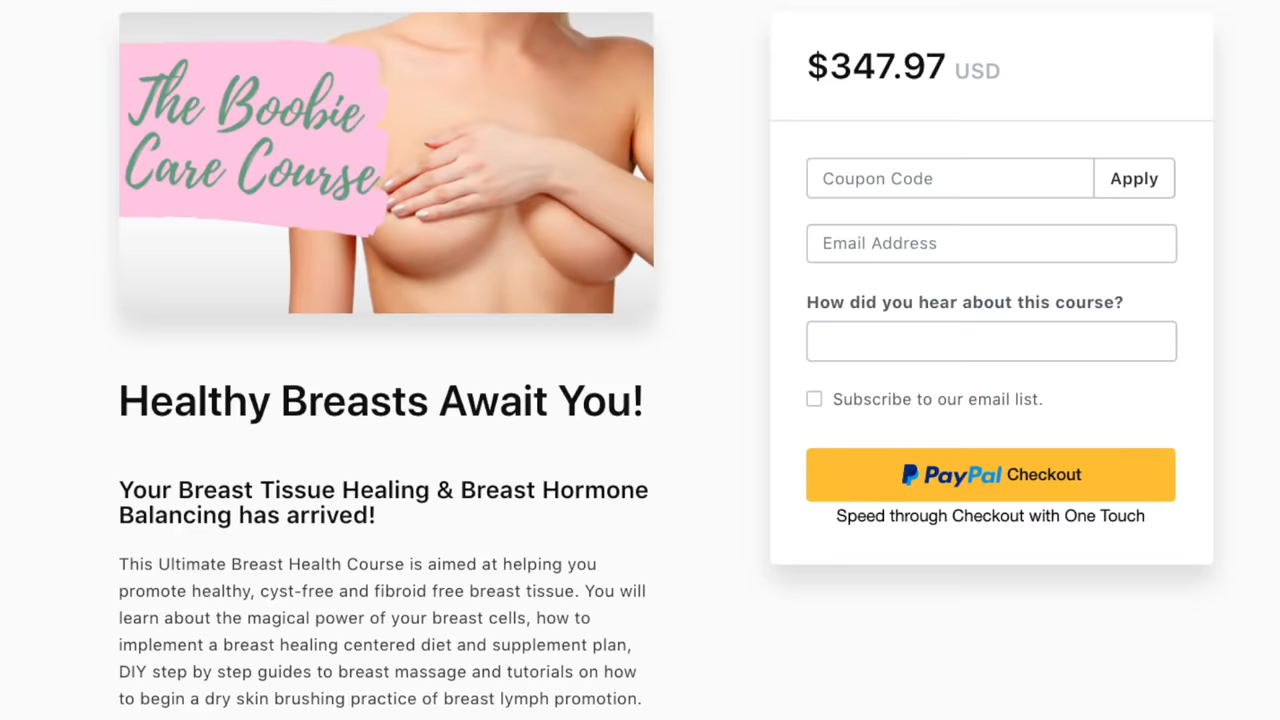 The Boobie
Care Course
Healthy Breasts Await You!
Your Breast Tissue Healing & Breast Hormone
Balancing has arrived!
This Ultimate Breast Health Course is aimed at helping you
promote healthy, cyst-free and fibroid free breast tissue. You will
learn about the magical power of your breast cells, how to
implement a breast healing centered diet and supplement plan,
DIY step by step guides to breast massage and tutorials on how
to begin a dry skin brushing practice of breast lymph promotion.
$347.97 USD
Coupon Code Apply
Email Address
How did you hear about this course?
Subscribe to our email list.
PayPal Checkout
Speed through Checkout with One Touch